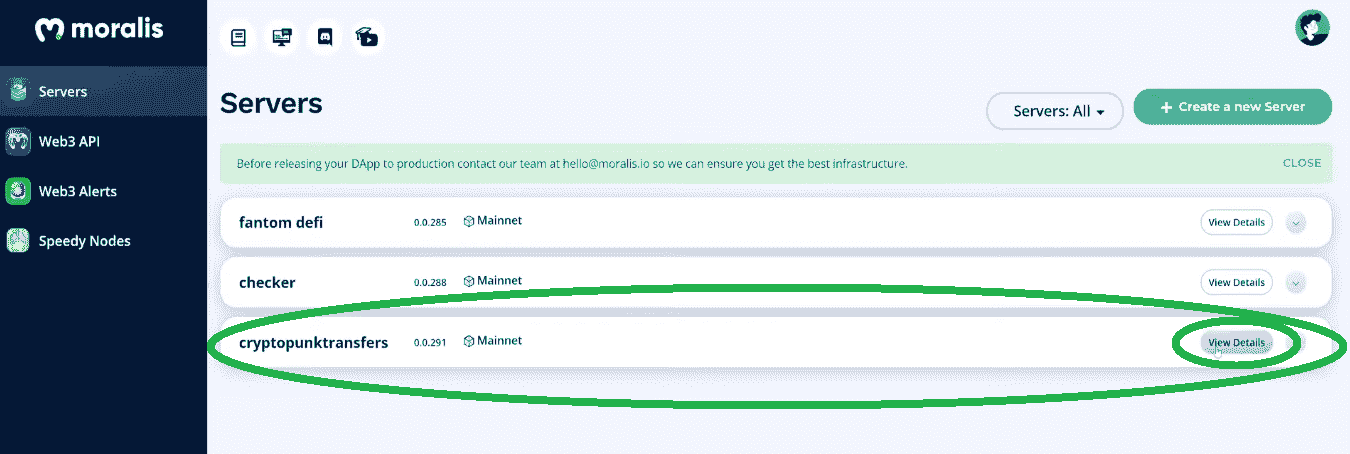 moralis
Servers
Web3 API
Web3 Alerts
Speedy Nodes
Servers
Servers: All
+ Create a new Server
Before releasing your DApp to production contact our team at hello@moralis.io so we can ensure you get the best infrastructure. CLOSE
fantom defi 0.0.285 Mainnet View Details
checker 0.0.288 Mainnet View Details
cryptopunktransfers 0.0.291 Mainnet View Details